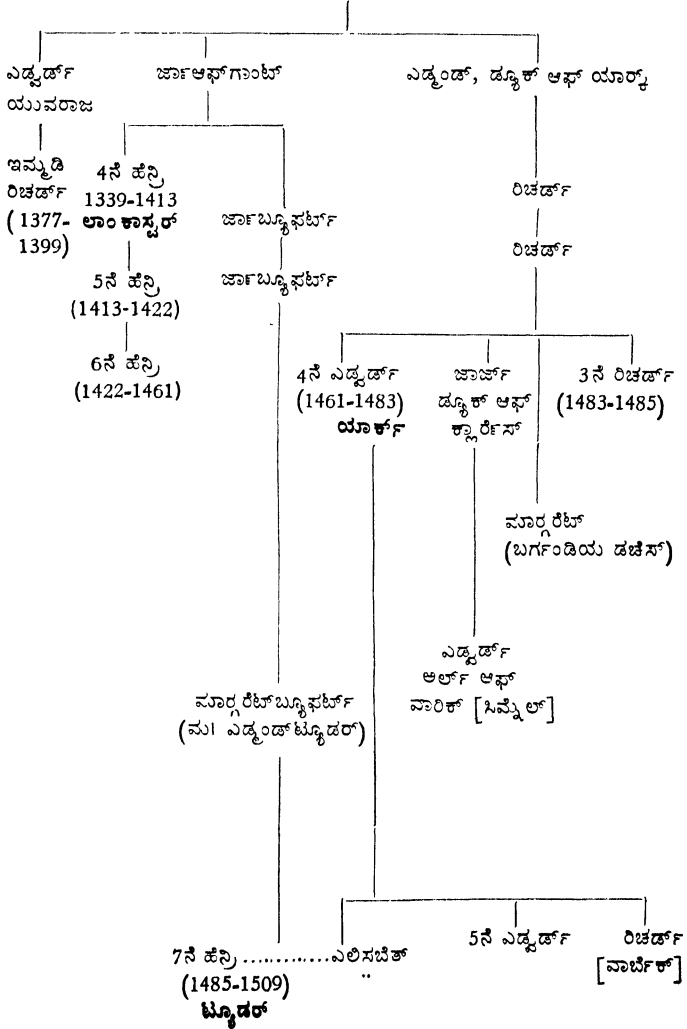 ಎಡ್ವರ್ಡ್
ಯುವರಾಜ
ಜಾನ್ಆಫ್‌ಗಾಂಟ್
ಎಡ್ಮಂಡ್, ಡ್ಯೂಕ್ ಆಫ್ ಯಾರ್ಕ್
ಇಮ್ಮಡಿ
ರಿಚರ್ಡ್
(1377-
1399)
4ನೆ ಹೆನ್ರಿ
1339-1413
ಲಾಂಕಾಸ್ಟರ್
ಜಾನ್‌ಬ್ಯೂಫರ್ಟ್
ರಿಚರ್ಡ್
5ನೆ ಹೆನ್ರಿ
(1413-1422)
ಜಾನ್‌ಬ್ಯೂಫರ್ಟ್
ರಿಚರ್ಡ್
6ನೆ ಹೆನ್ರಿ
(1422-1461)
4ನೆ ಎಡ್ವರ್ಡ್
(1461-1483)
ಯಾರ್ಕ್
ಜಾರ್ಜ್
ಡ್ಯೂಕ್ ಆಫ್
ಕ್ಲಾರೆನ್ಸ್
3ನೆ ರಿಚರ್ಡ್
(1483-1485)
ಮಾರ್ಗರೆಟ್
(ಬರ್ಗಂಡಿಯ ಡಚೆಸ್)
ಎಡ್ವರ್ಡ್
ಅರ್ಲ್ ಆಫ್
ವಾರಿಕ್ [ಸಿಮ್ನೆಲ್]
ಮಾರ್ಗರೆಟ್‌ಬ್ಯೂಫರ್ಟ್
(ಮ। ಎಡ್ಮಂಡ್‌ಟ್ಯೂಡರ್)
7ನೆ ಹೆನ್ರಿ.............ಎಲಿಸಬೆತ್
(1485-1509)
ಟ್ಯೂಡರ್
5ನೆ ಎಡ್ವರ್ಡ್
ರಿಚರ್ಡ್
[ವಾರ್ಬೆಕ್]